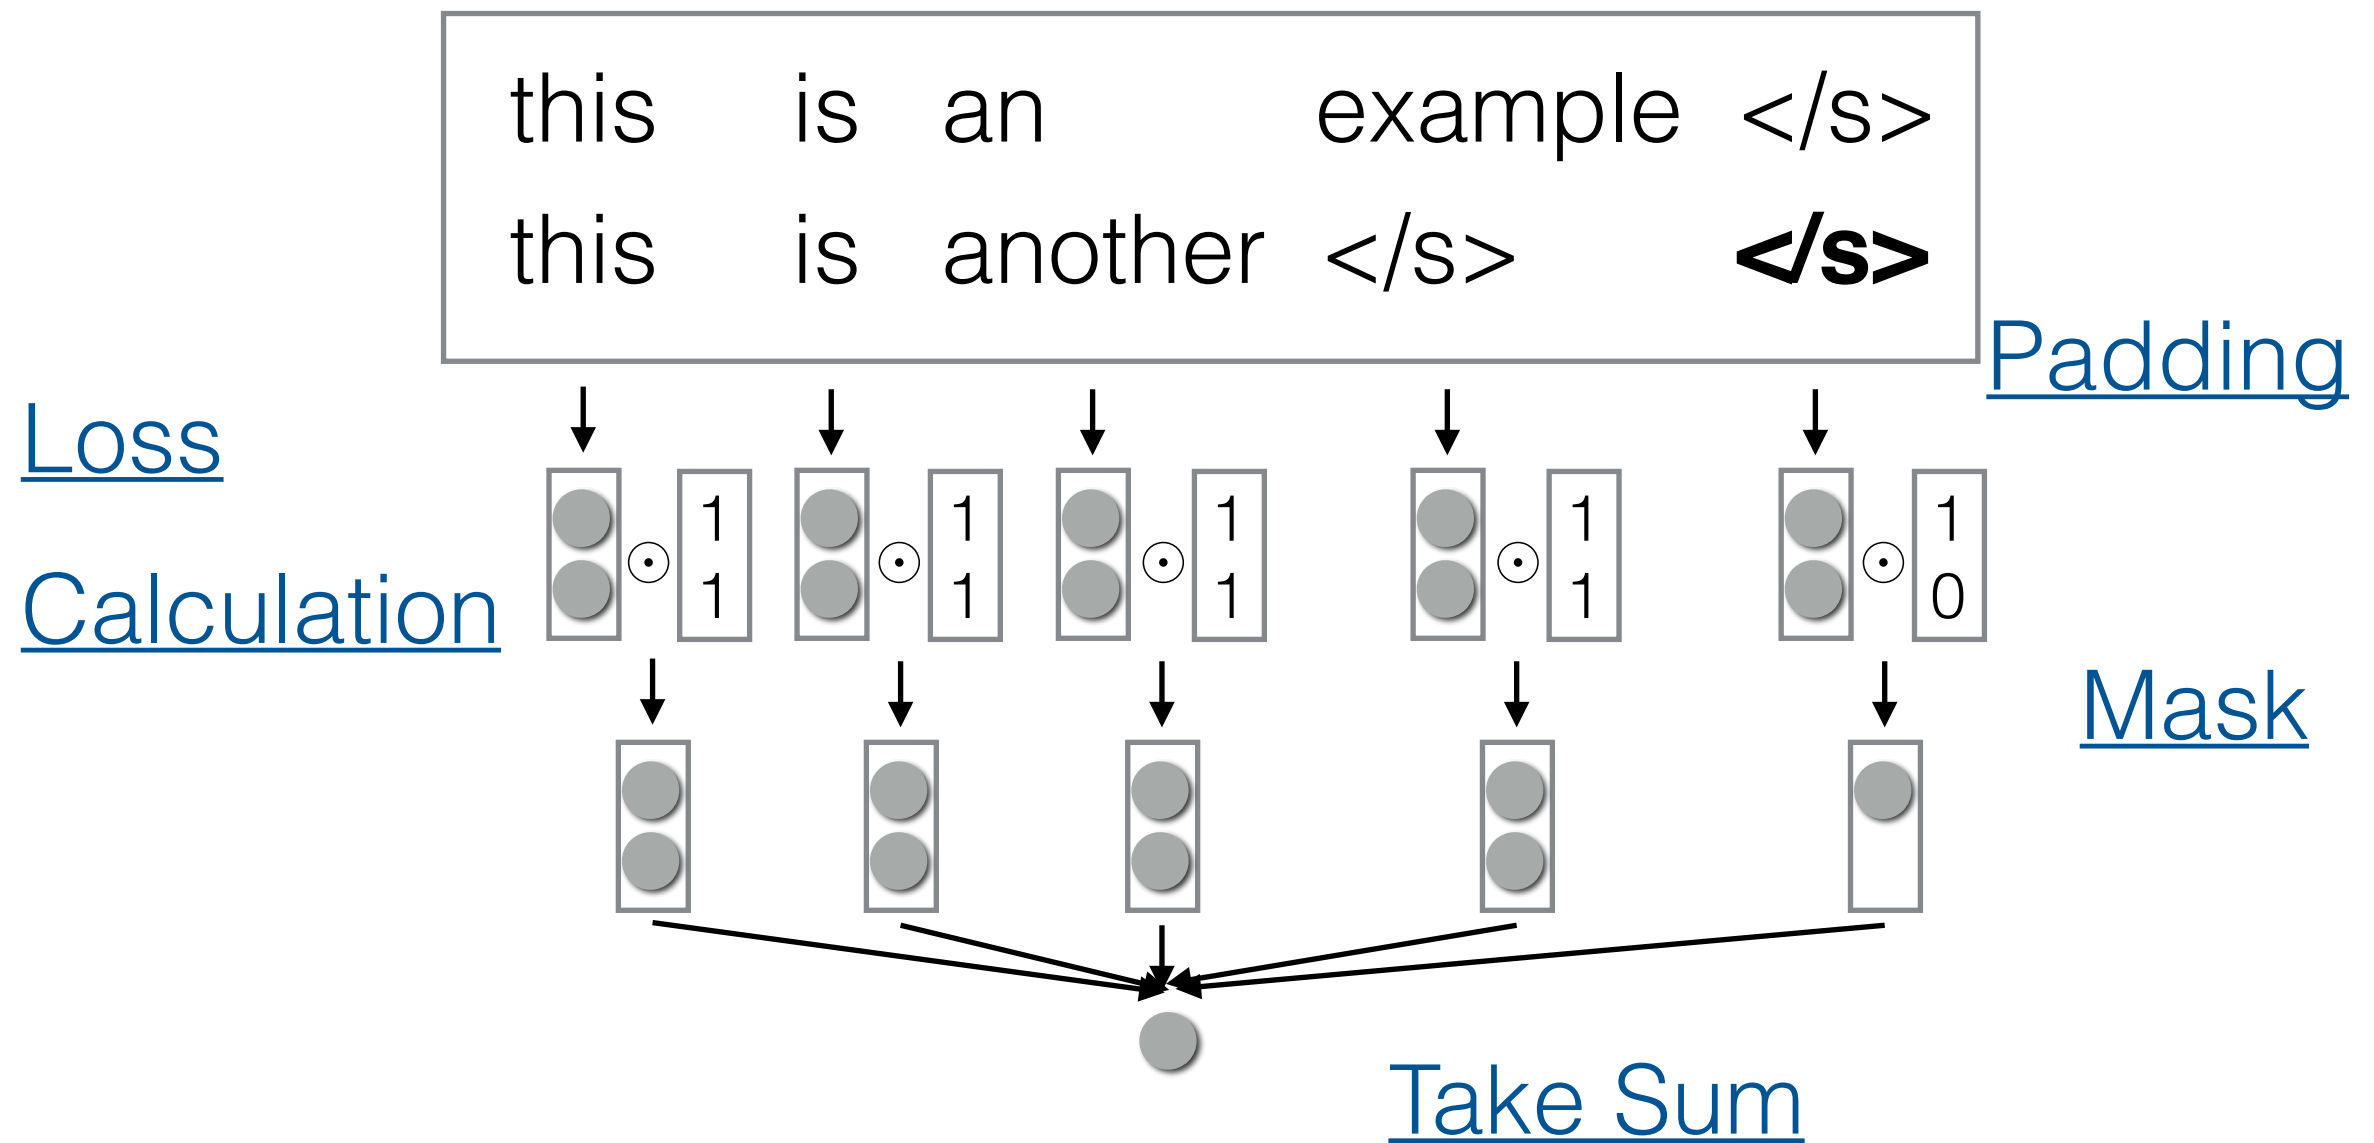 this is an example </s>
this is another </s> </s>
Padding
Loss
Calculation
1 1 1 1 1
1 1 1 1 0
Mask
Take Sum